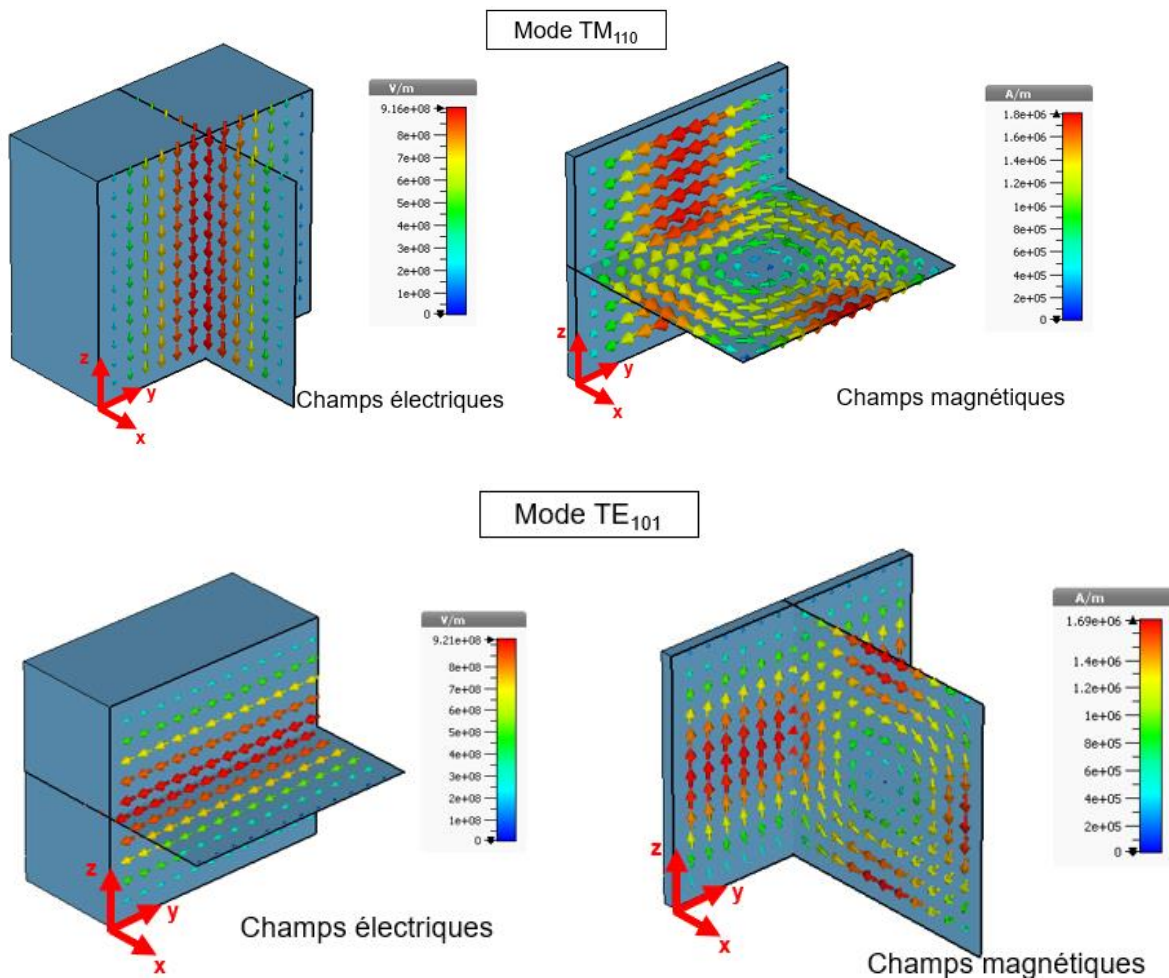 Mode TM₁₁₀
V/m
9.16e+08
8e+08
7e+08
6e+08
5e+08
4e+08
3e+08
2e+08
1e+08
0
z
y
x
Champs électriques
A/m
1.8e+06
1.6e+06
1.4e+06
1.2e+06
1e+06
8e+05
6e+05
4e+05
2e+05
0
z
y
x
Champs magnétiques
Mode TE₁₀₁
V/m
9.21e+08
8e+08
7e+08
6e+08
5e+08
4e+08
3e+08
2e+08
1e+08
0
z
y
x
Champs électriques
A/m
1.69e+06
1.4e+06
1.2e+06
1e+06
8e+05
6e+05
4e+05
2e+05
0
z
y
x
Champs magnétiques